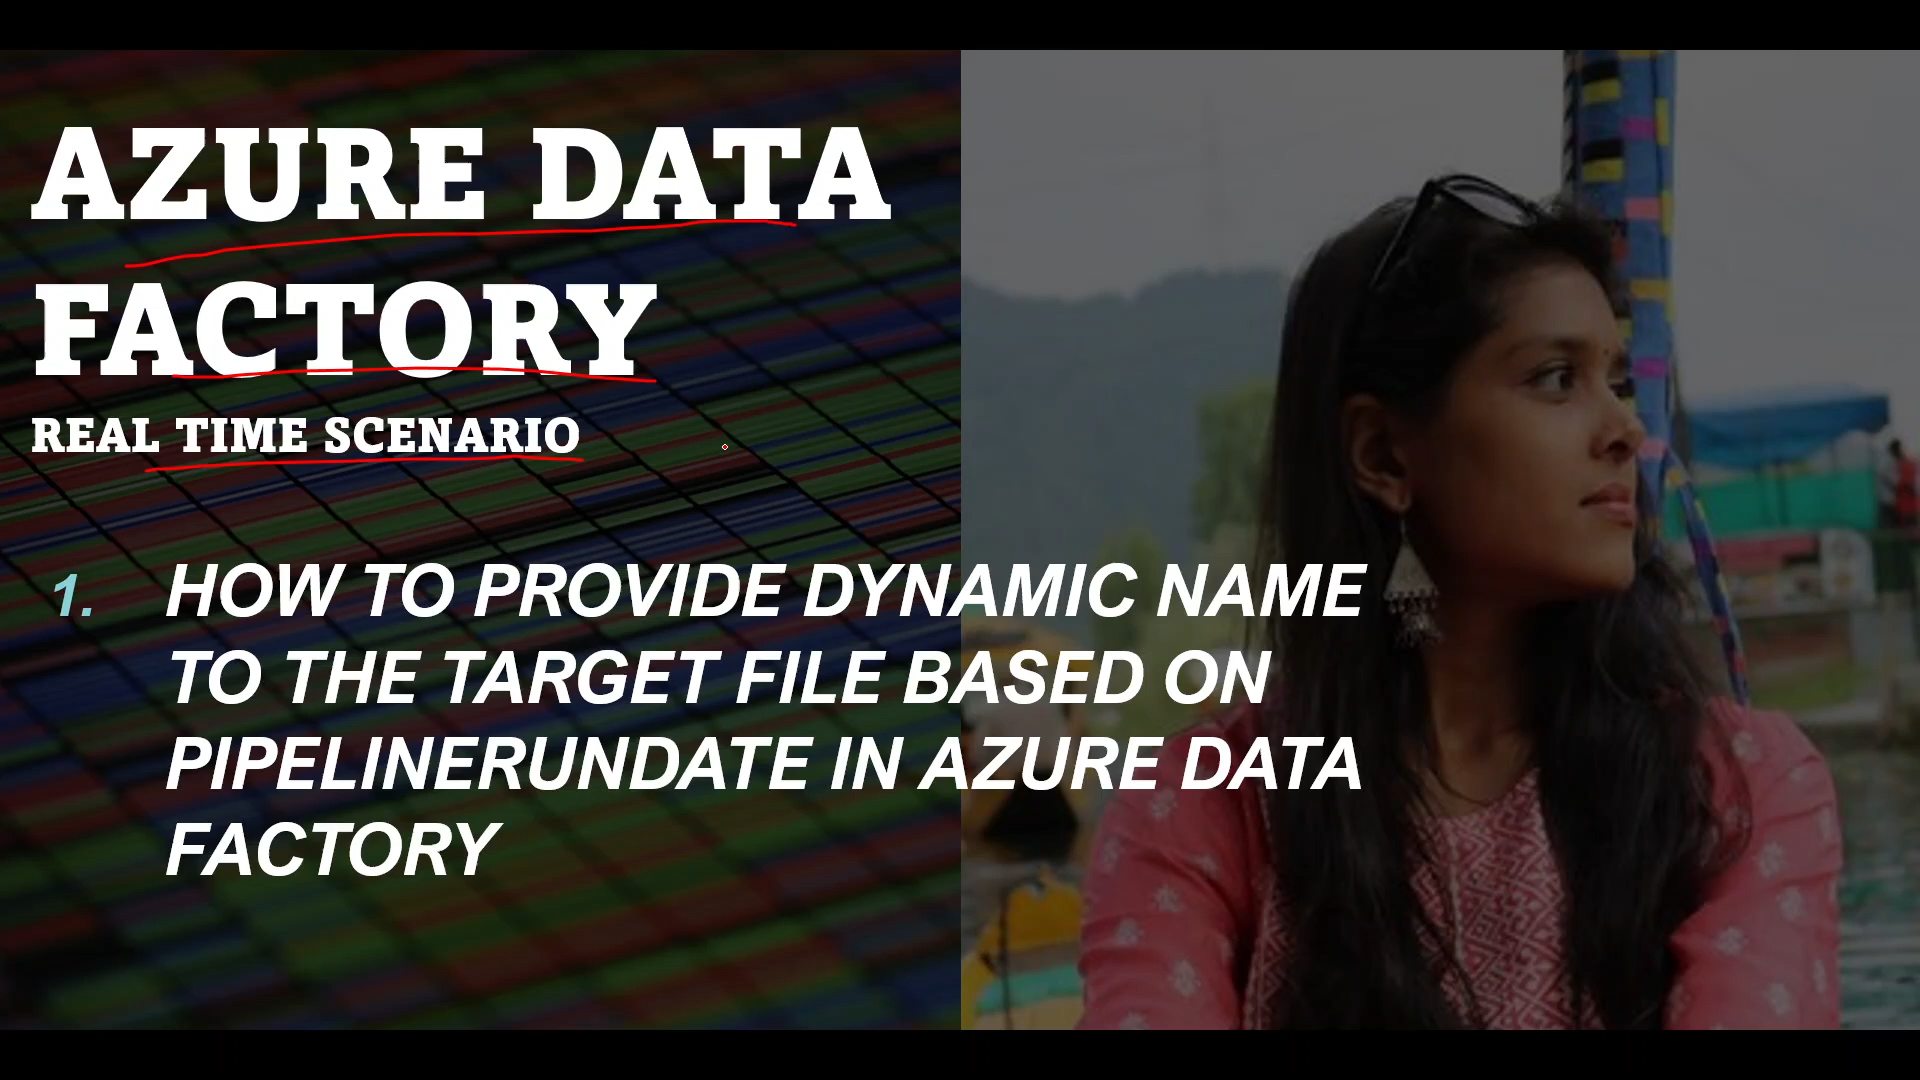 AZURE DATA
FACTORY
REAL TIME SCENARIO
1. HOW TO PROVIDE DYNAMIC NAME
TO THE TARGET FILE BASED ON
PIPELINERUNDATE IN AZURE DATA
FACTORY